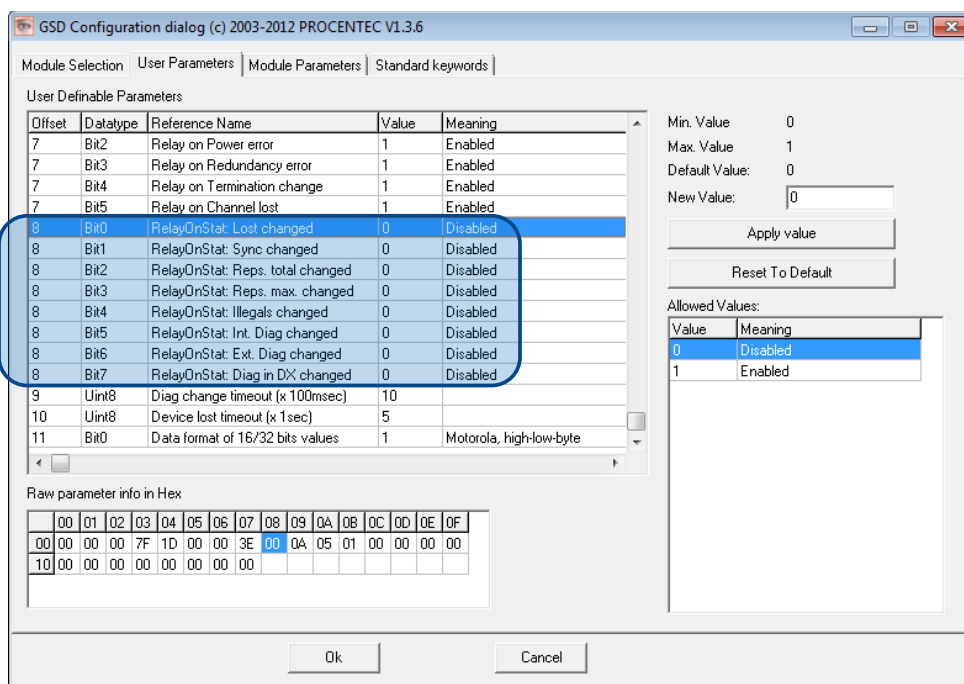 GSD Configuration dialog (c) 2003-2012 PROCENTEC V1.3.6
Module Selection User Parameters Module Parameters Standard keywords
User Definable Parameters
Offset Datatype Reference Name Value Meaning
7 Bit2 Relay on Power error 1 Enabled
7 Bit3 Relay on Redundancy error 1 Enabled
7 Bit4 Relay on Termination change 1 Enabled
7 Bit5 Relay on Channel lost 1 Enabled
8 Bit0 RelayOnStat: Lost changed 0 Disabled
8 Bit1 RelayOnStat: Sync changed 0 Disabled
8 Bit2 RelayOnStat: Reps. total changed 0 Disabled
8 Bit3 RelayOnStat: Reps. max. changed 0 Disabled
8 Bit4 RelayOnStat: Illegals changed 0 Disabled
8 Bit5 RelayOnStat: Int. Diag changed 0 Disabled
8 Bit6 RelayOnStat: Ext. Diag changed 0 Disabled
8 Bit7 RelayOnStat: Diag in DX changed 0 Disabled
9 Uint8 Diag change timeout (x 100msec) 10
10 Uint8 Device lost timeout (x 1sec) 5
11 Bit0 Data format of 16/32 bits values 1 Motorola, high-low-byte
Min. Value 0
Max. Value 1
Default Value: 0
New Value: 0
Apply value
Reset To Default
Allowed Values:
Value Meaning
0 Disabled
1 Enabled
Raw parameter info in Hex
00 01 02 03 04 05 06 07 08 09 0A 0B 0C 0D 0E 0F
00 00 00 00 7F 1D 00 00 3E 00 0A 05 01 00 00 00 00
10 00 00 00 00 00 00 00 00
Ok Cancel